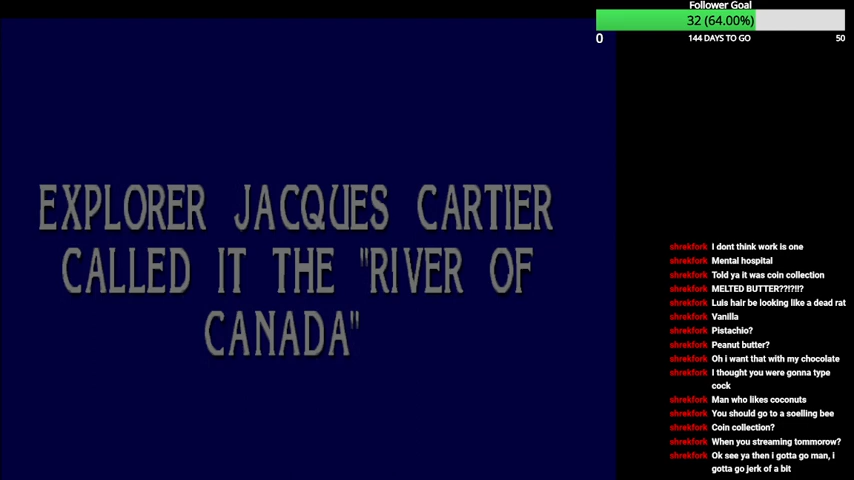 Follower Goal
32 (64.00%)
0
144 DAYS TO GO
50
EXPLORER JACQUES CARTIER
CALLED IT THE "RIVER OF
CANADA"
shrekfork I dont think work is one
shrekfork Mental hospital
shrekfork Told ya it was coin collection
shrekfork MELTED BUTTER??!?!!?
shrekfork Luis hair be looking like a dead rat
shrekfork Vanilla
shrekfork Pistachio?
shrekfork Peanut butter?
shrekfork Oh i want that with my chocolate
shrekfork I thought you were gonna type
cock
shrekfork Man who likes coconuts
shrekfork You should go to a soelling bee
shrekfork Coin collection?
shrekfork When you streaming tommorow?
shrekfork Ok see ya then i gotta go man, i
gotta go jerk of a bit